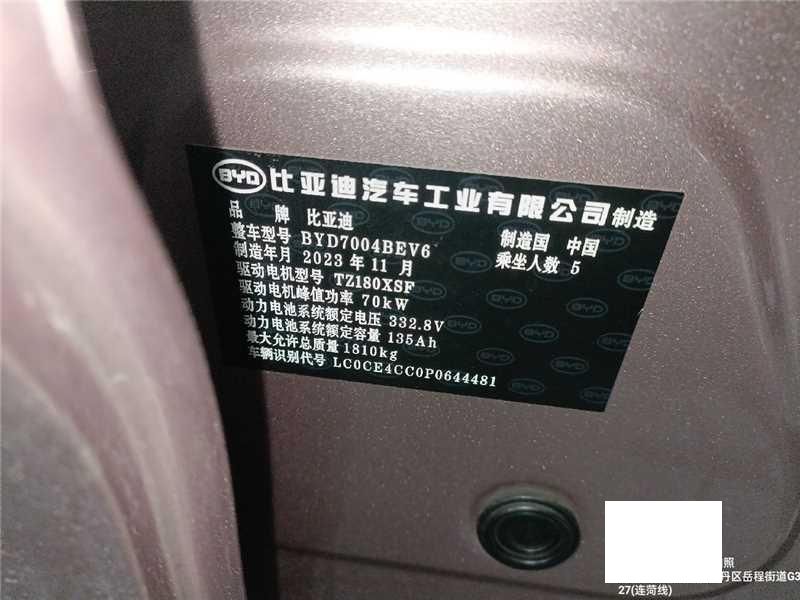 BYD 比亚迪汽车工业有限公司制造
品 牌 比亚迪 制造国 中国
整车型号 BYD7004BEV6 乘坐人数 5
制造年月 2023 年 11 月
驱动电机型号 TZ180XSF
驱动电机峰值功率 70kW
动力电池系统额定电压 332.8V
动力电池系统额定容量 135Ah
最大允许总质量 1810kg
车辆识别代号 LC0CE4CC0P0644481
照
丹区岳程街道G3
27(连菏线)